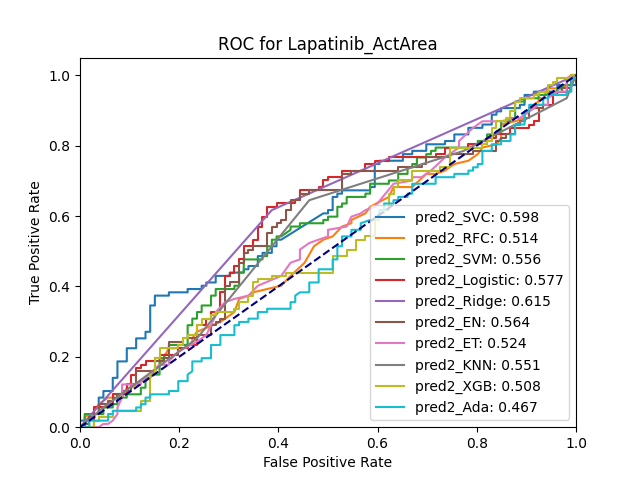 ROC for Lapatinib_ActArea
True Positive Rate
1.0
0.8
0.6
0.4
0.2
0.0
pred2_SVC: 0.598
pred2_RFC: 0.514
pred2_SVM: 0.556
pred2_Logistic: 0.577
pred2_Ridge: 0.615
pred2_EN: 0.564
pred2_ET: 0.524
pred2_KNN: 0.551
pred2_XGB: 0.508
pred2_Ada: 0.467
0.0 0.2 0.4 0.6 0.8 1.0
False Positive Rate